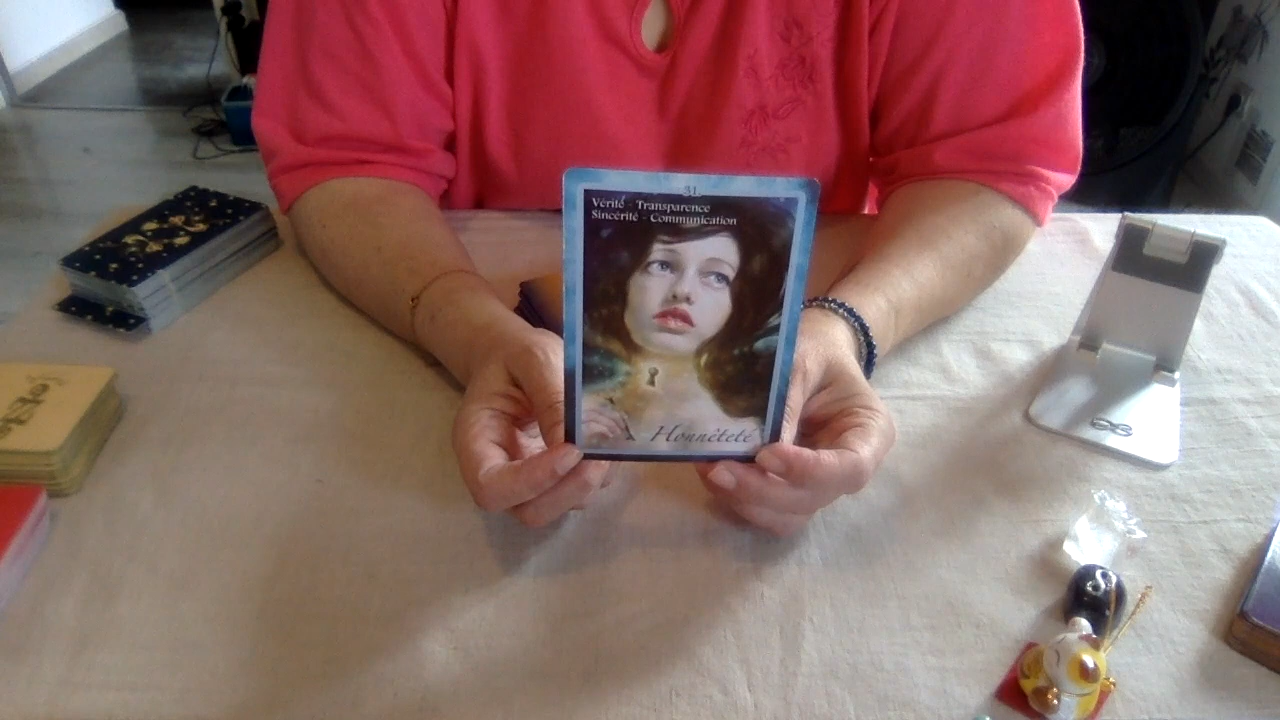 31.
Vérité - Transparence
Sincérité - Communication
Honnêteté